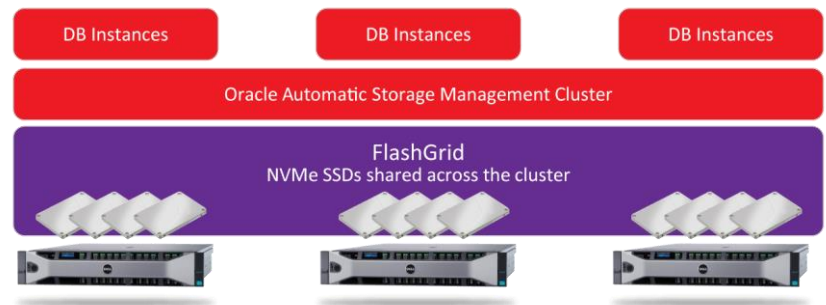 DB Instances
DB Instances
DB Instances
Oracle Automatic Storage Management Cluster
FlashGrid
NVMe SSDs shared across the cluster